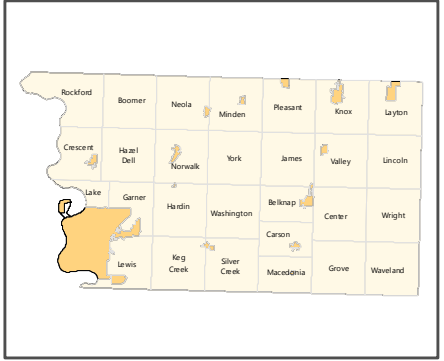 Rockford
Boomer
Neola
Minden
Pleasant
Knox
Layton
Crescent
Hazel
Dell
Norwalk
York
James
Valley
Lincoln
Lake
Garner
Hardin
Washington
Belknap
Center
Wright
Carson
Lewis
Keg
Creek
Silver
Creek
Macedonia
Grove
Waveland